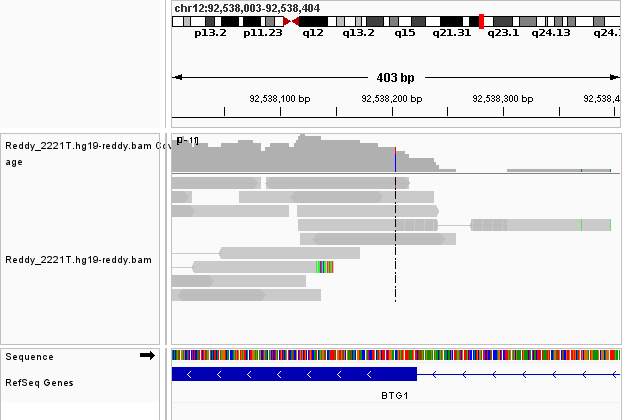 chr12:92,538,003-92,538,404
p13.2 p11.23 q12 q13.2 q15 q21.31 q23.1 q24.13 q24.
403 bp
92,538,100 bp 92,538,200 bp 92,538,300 bp 92,538,4
Reddy_2221T.hg19-reddy.bam Cov
age
Reddy_2221T.hg19-reddy.bam
Sequence
RefSeq Genes
BTG1